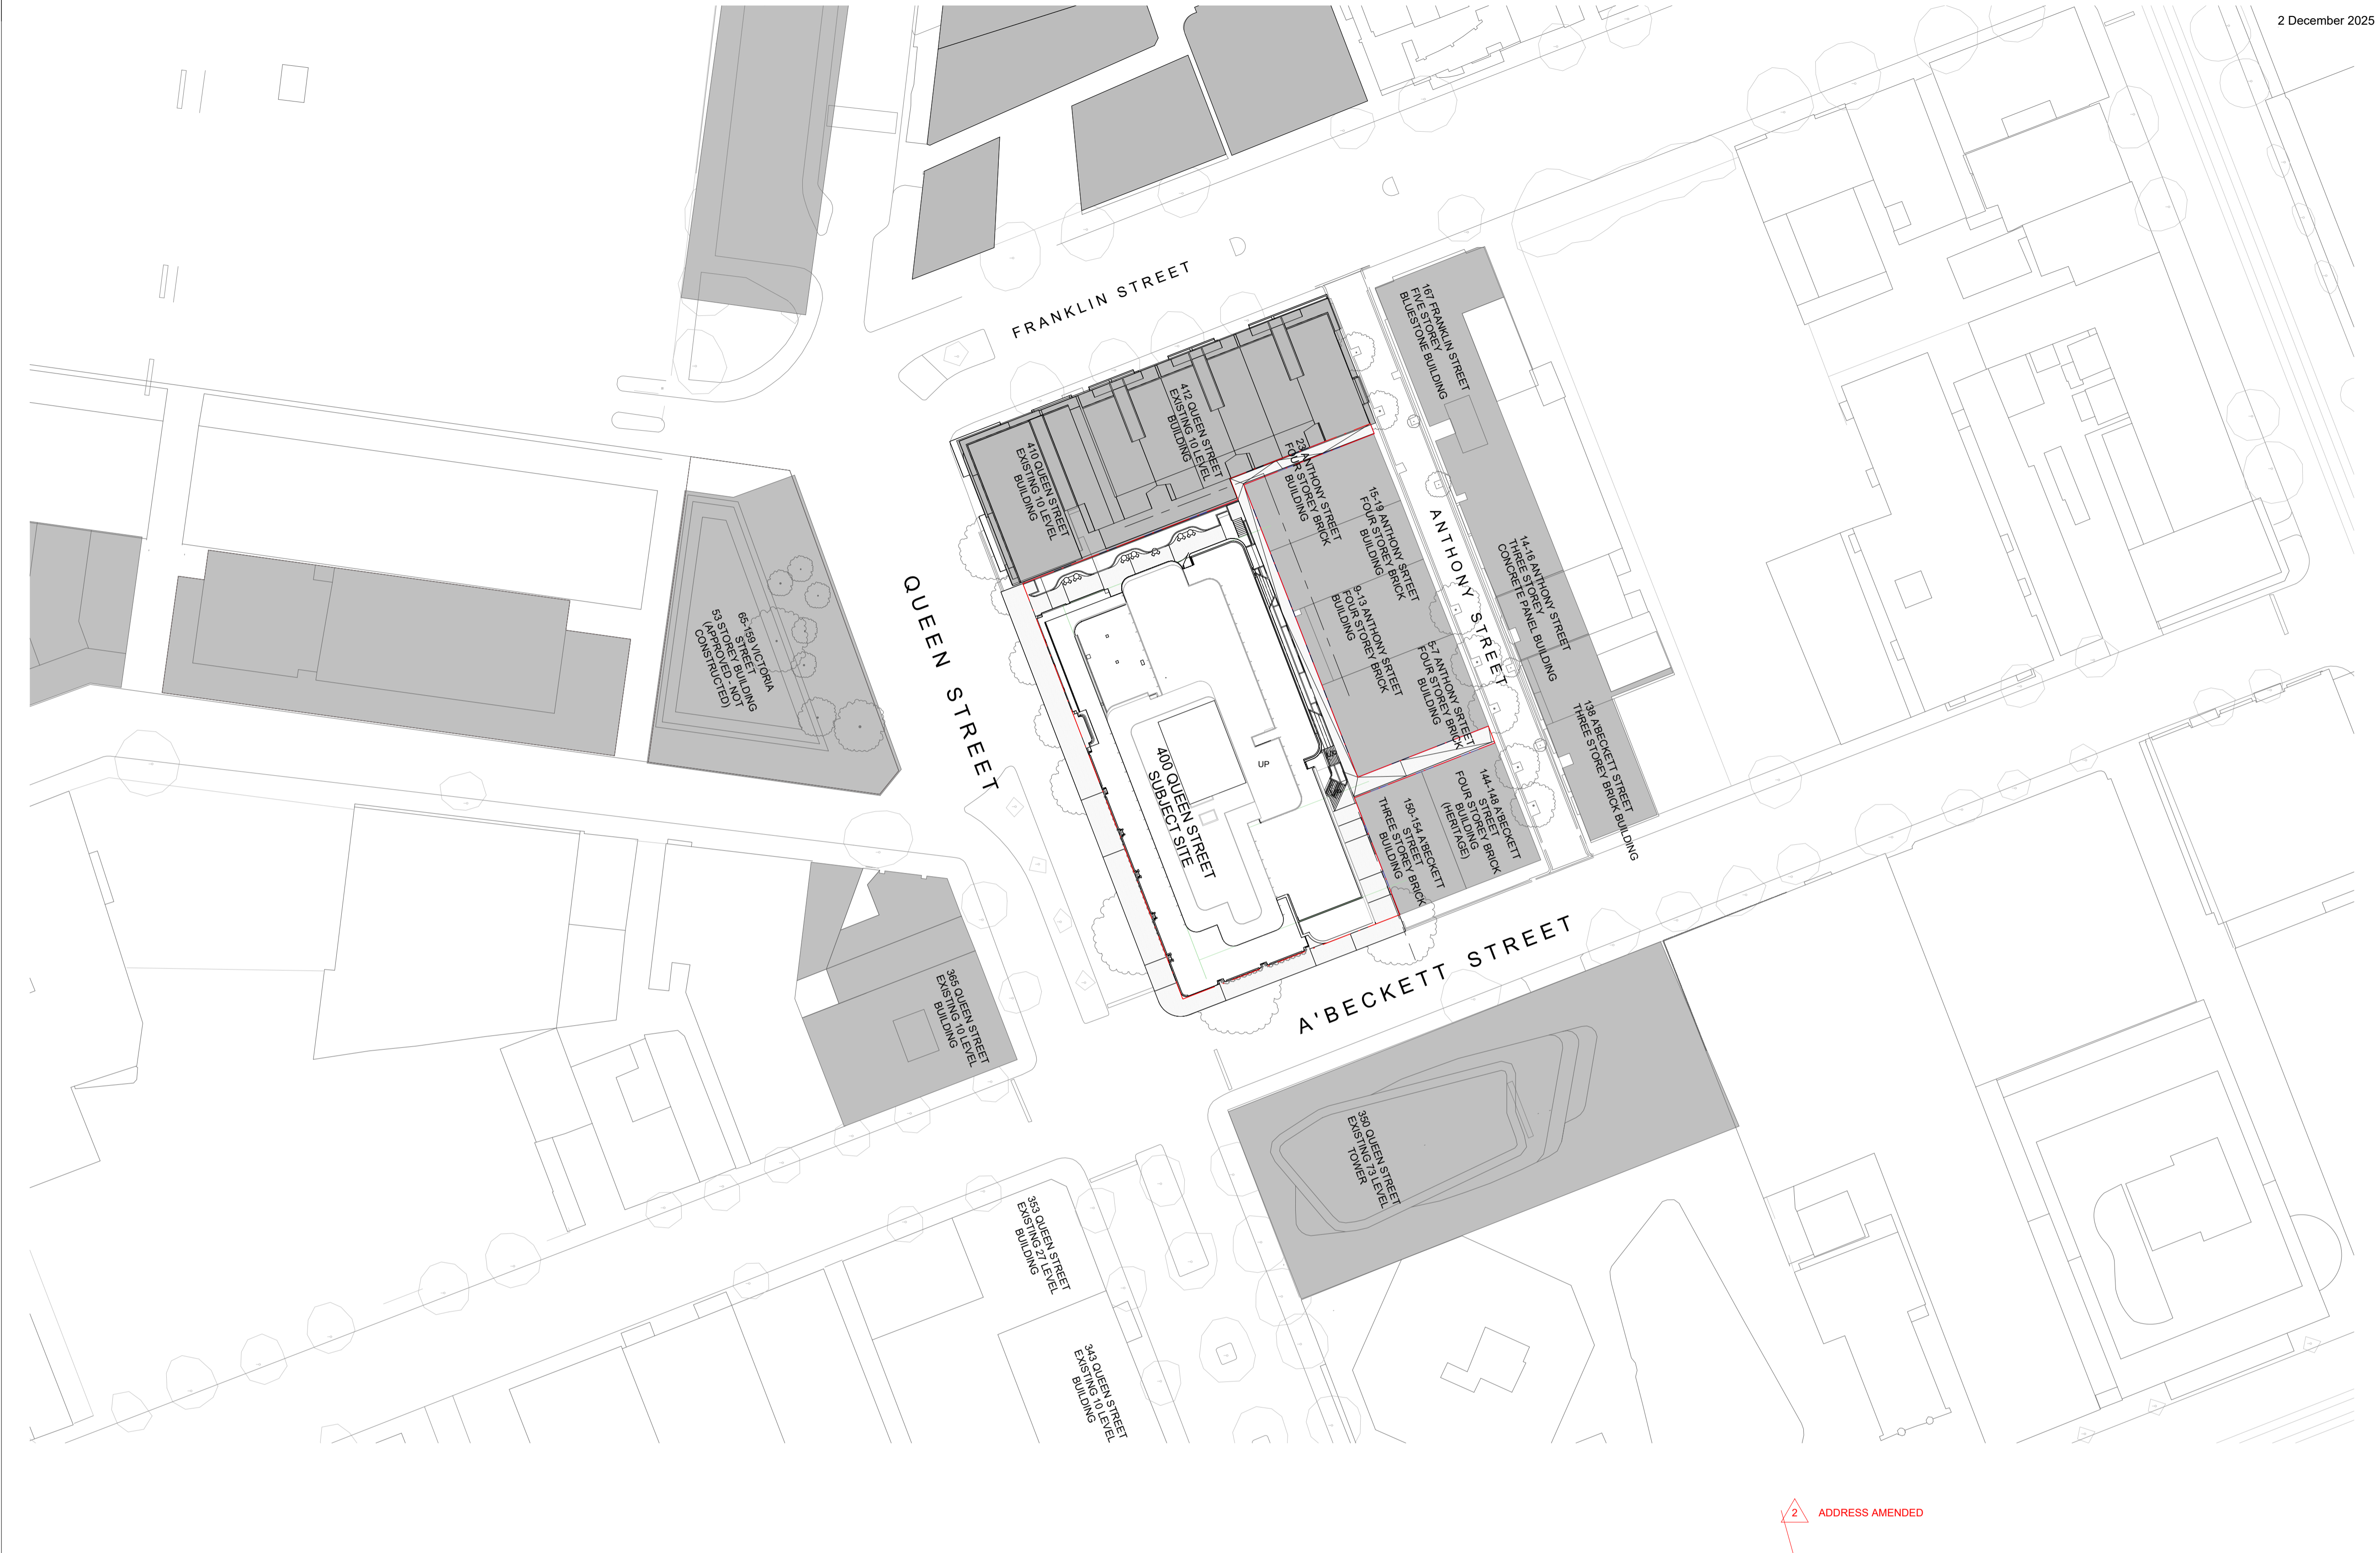 2 December 2025
FRANKLIN STREET
167 FRANKLIN STREET
FIVE STOREY
BLUESTONE BUILDING
412 QUEEN STREET
EXISTING 10 LEVEL
BUILDING
410 QUEEN STREET
EXISTING 10 LEVEL
BUILDING
23 ANTHONY STREET
FOUR STOREY BRICK
BUILDING
15-19 ANTHONY SRTEET
FOUR STOREY BRICK
BUILDING
ANTHONY STREET
14-16 ANTHONY STREET
THREE STOREY
CONCRETE PANEL BUILDING
9-13 ANTHONY SRTEET
FOUR STOREY BRICK
BUILDING
5-7 ANTHONY SRTEET
FOUR STOREY BRICK
BUILDING
QUEEN STREET
65-159 VICTORIA
STREET
53 STOREY BUILDING
(APPROVED - NOT
CONSTRUCTED)
138 A'BECKETT STREET
THREE STOREY BRICK BUILDING
400 QUEEN STREET
SUBJECT SITE
UP
144-148 A'BECKETT
STREET
FOUR STOREY BRICK
BUILDING
(HERITAGE)
150-154 A'BECKETT
STREET
THREE STOREY BRICK
BUILDING
A'BECKETT STREET
365 QUEEN STREET
EXISTING 10 LEVEL
BUILDING
350 QUEEN STREET
EXISTING 73 LEVEL
TOWER
353 QUEEN STREET
EXISTING 27 LEVEL
BUILDING
343 QUEEN STREET
EXISTING 10 LEVEL
BUILDING
2 ADDRESS AMENDED